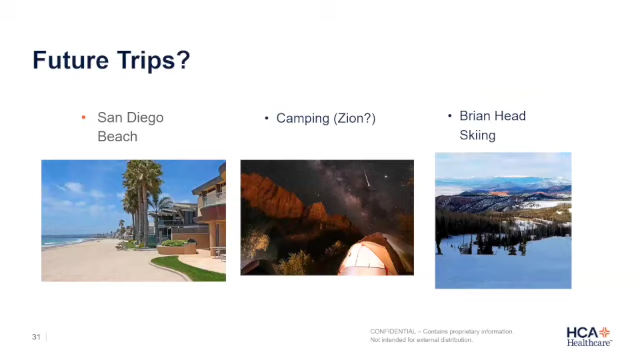 Future Trips?
• San Diego
Beach
• Camping (Zion?)
• Brian Head
Skiing
31
CONFIDENTIAL – Contains proprietary information.
Not intended for external distribution.
HCA
Healthcare™